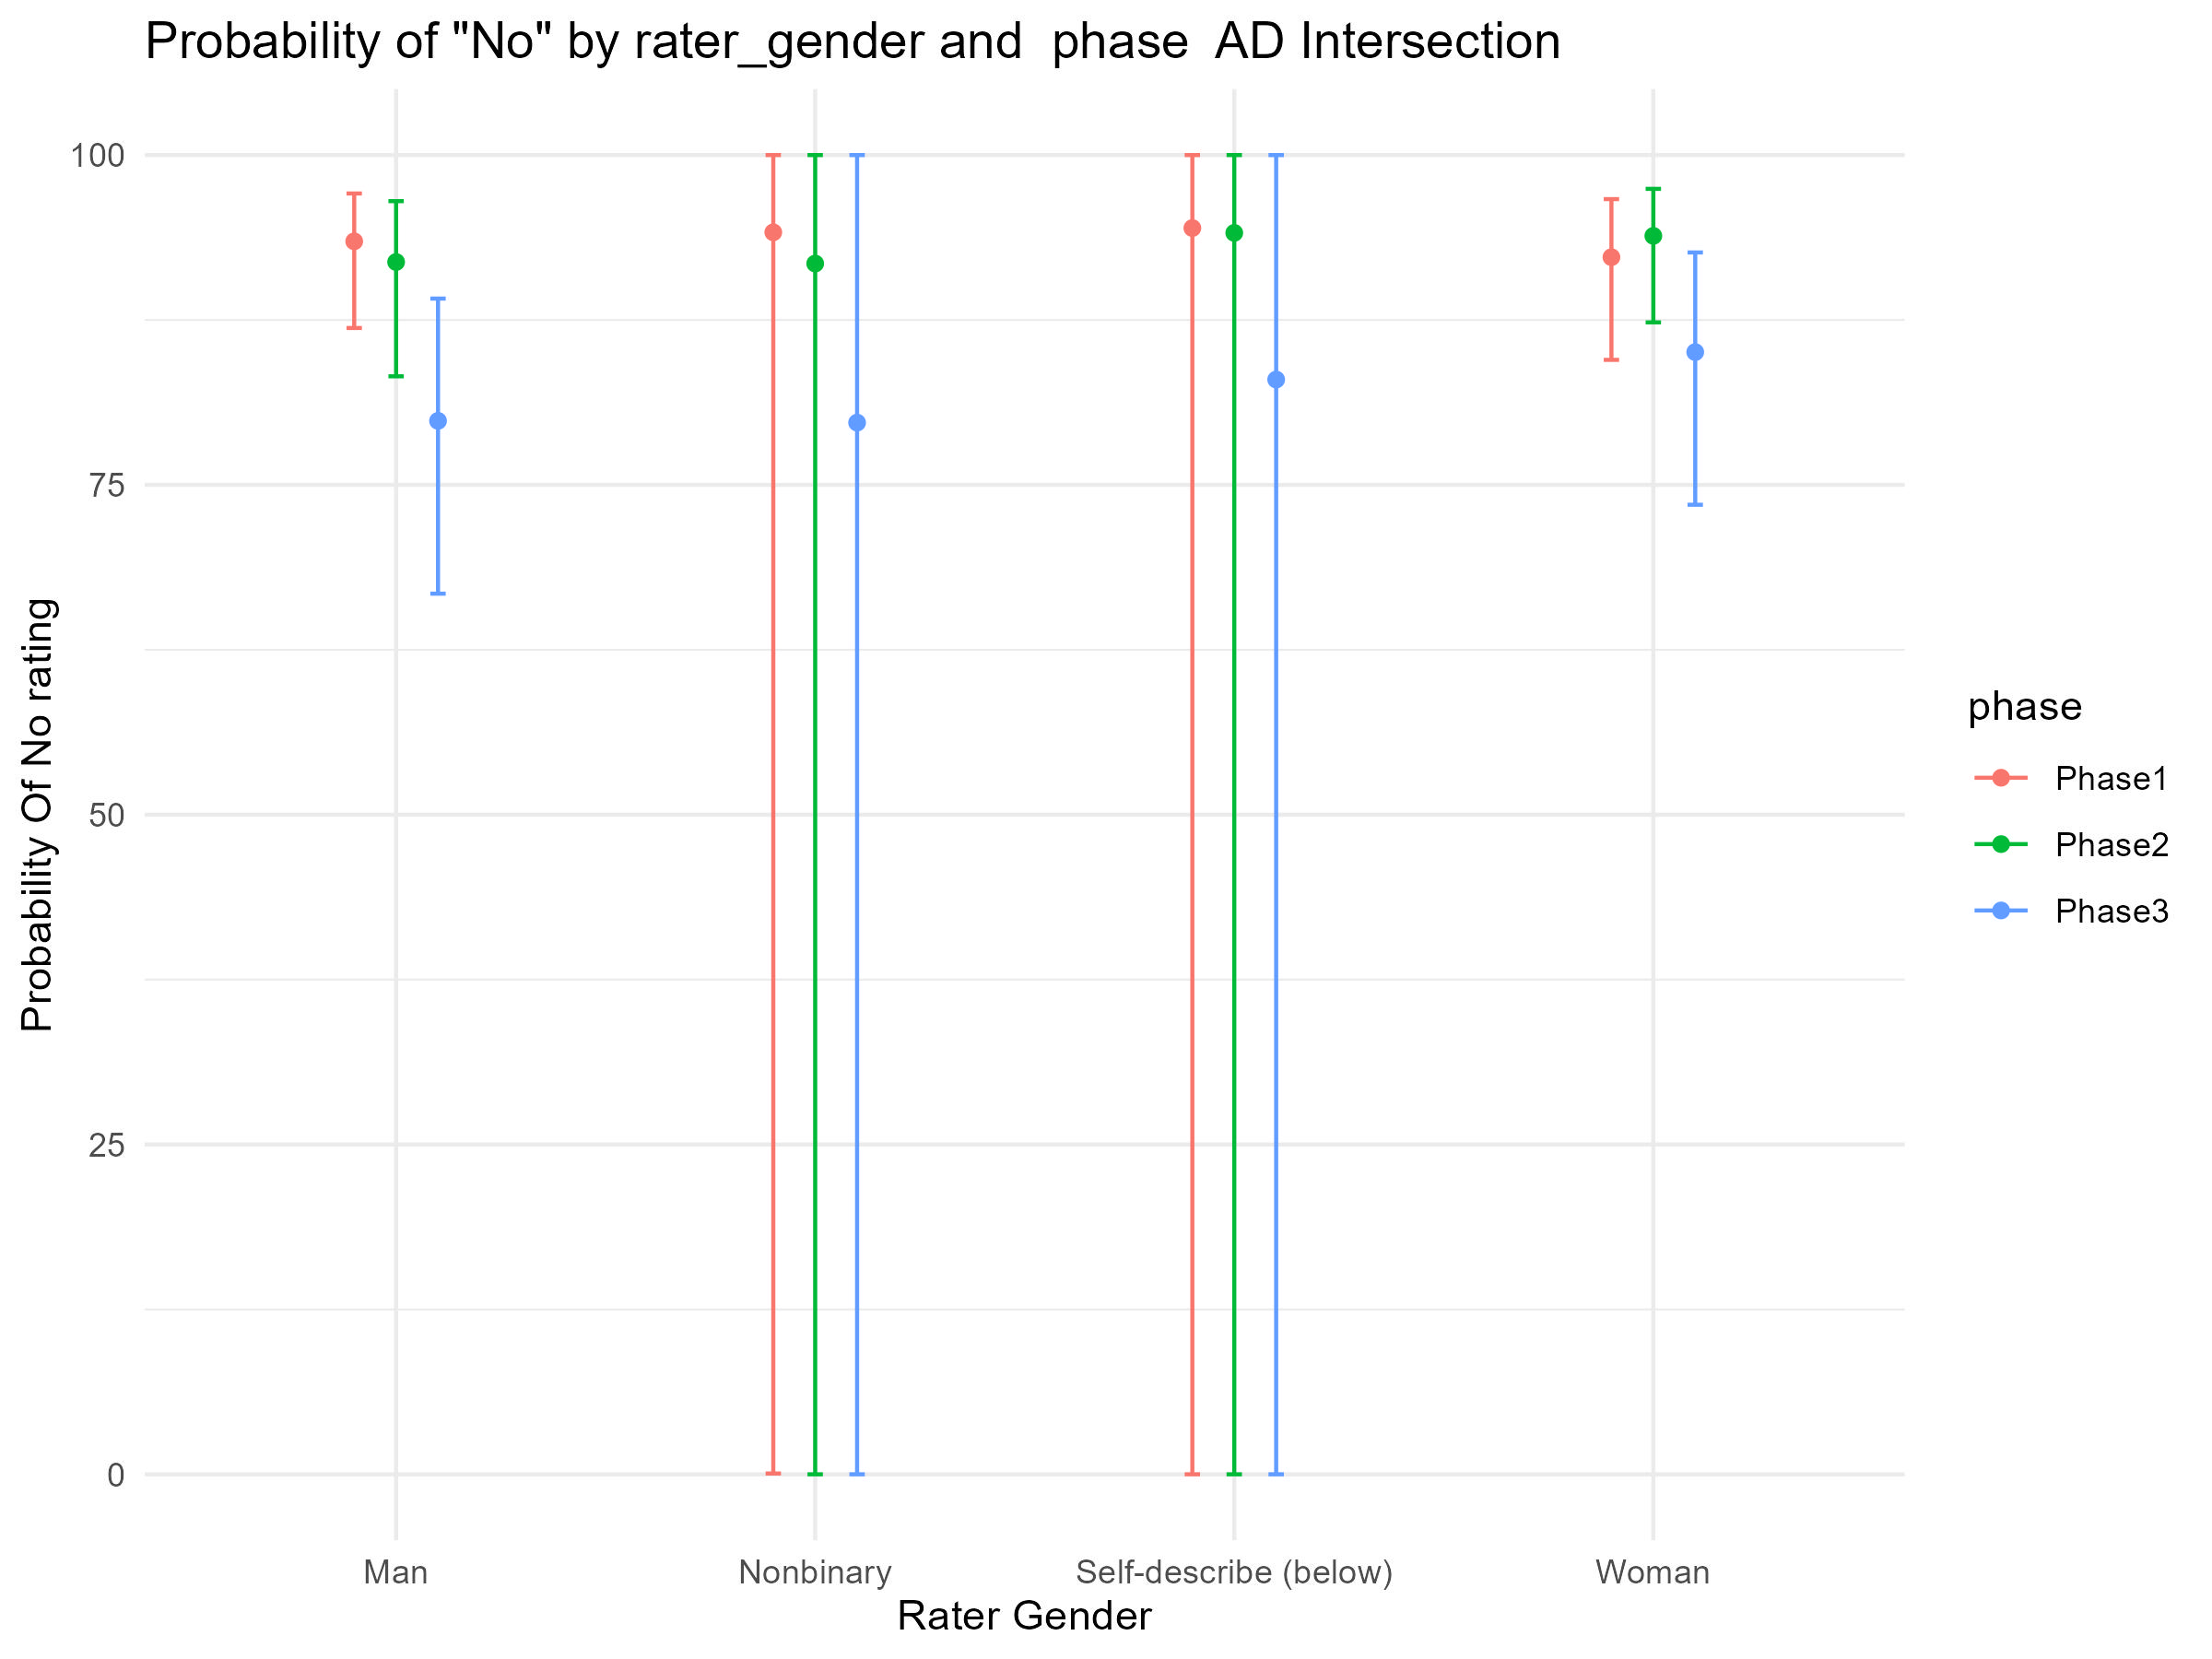 Probability of "No" by rater_gender and  phase  AD Intersection
Probability Of No rating
100
75
50
25
0
Man
Nonbinary
Self-describe (below)
Woman
Rater Gender
phase
Phase1
Phase2
Phase3